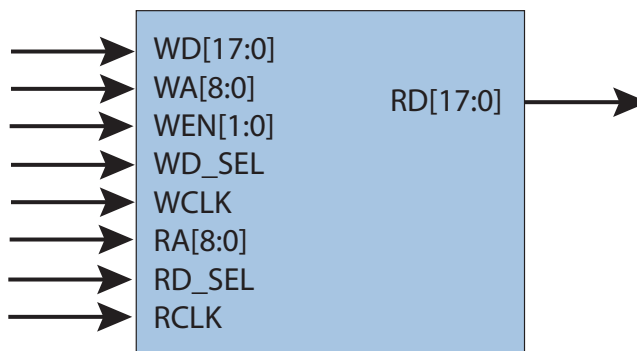 WD[17:0]
WA[8:0]
WEN[1:0]
WD_SEL
WCLK
RA[8:0]
RD_SEL
RCLK
RD[17:0]